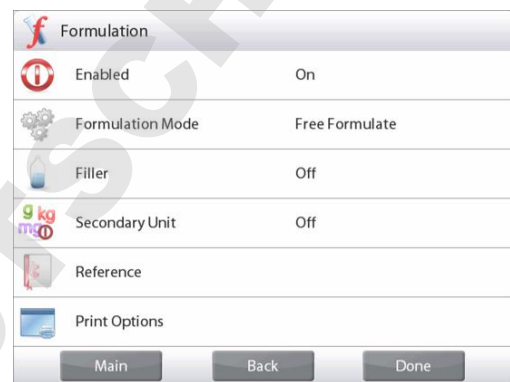 Formulation
Enabled On
Formulation Mode Free Formulate
Filler Off
g kg
mg
Secondary Unit Off
Reference
Print Options
Main Back Done